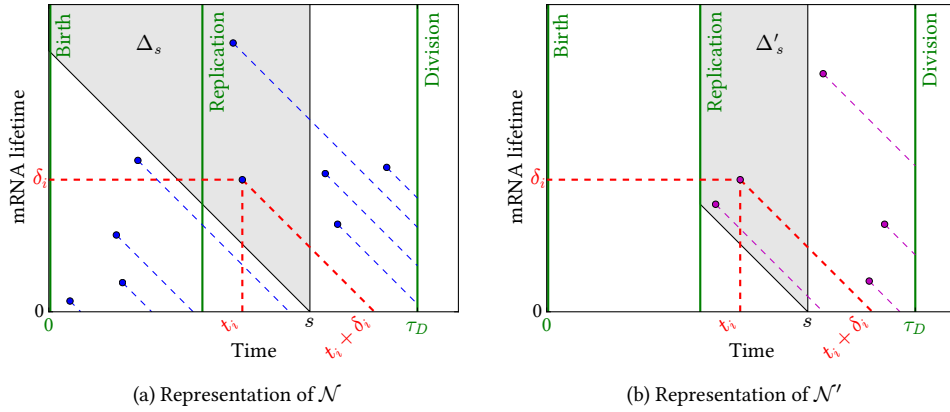 Birth
Δ_s
Replication
Division
mRNA lifetime
δ_i
0
0
t_i
s
t_i + δ_i
τ_D
Time
(a) Representation of 𝒩
Birth
Replication
Δ′_s
Division
mRNA lifetime
δ_i
0
0
t_i
s
t_i + δ_i
τ_D
Time
(b) Representation of 𝒩′